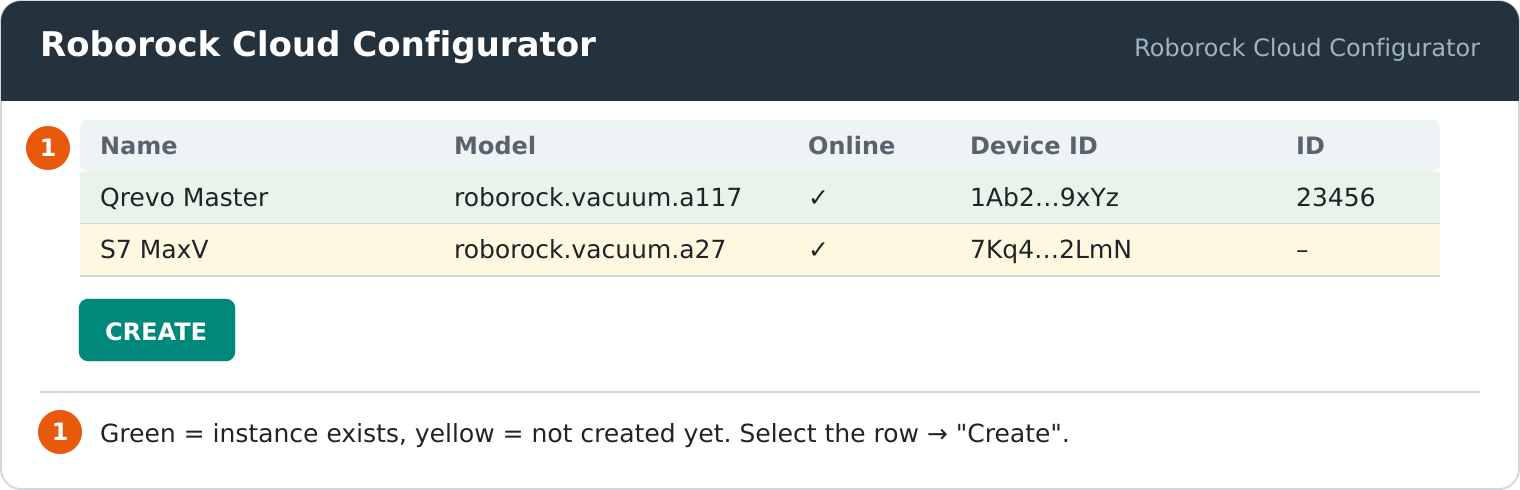 Roborock Cloud Configurator Roborock Cloud Configurator
1 Name Model Online Device ID ID
Qrevo Master roborock.vacuum.a117 ✓ 1Ab2…9xYz 23456
S7 MaxV roborock.vacuum.a27 ✓ 7Kq4…2LmN –
CREATE
1 Green = instance exists, yellow = not created yet. Select the row → "Create".